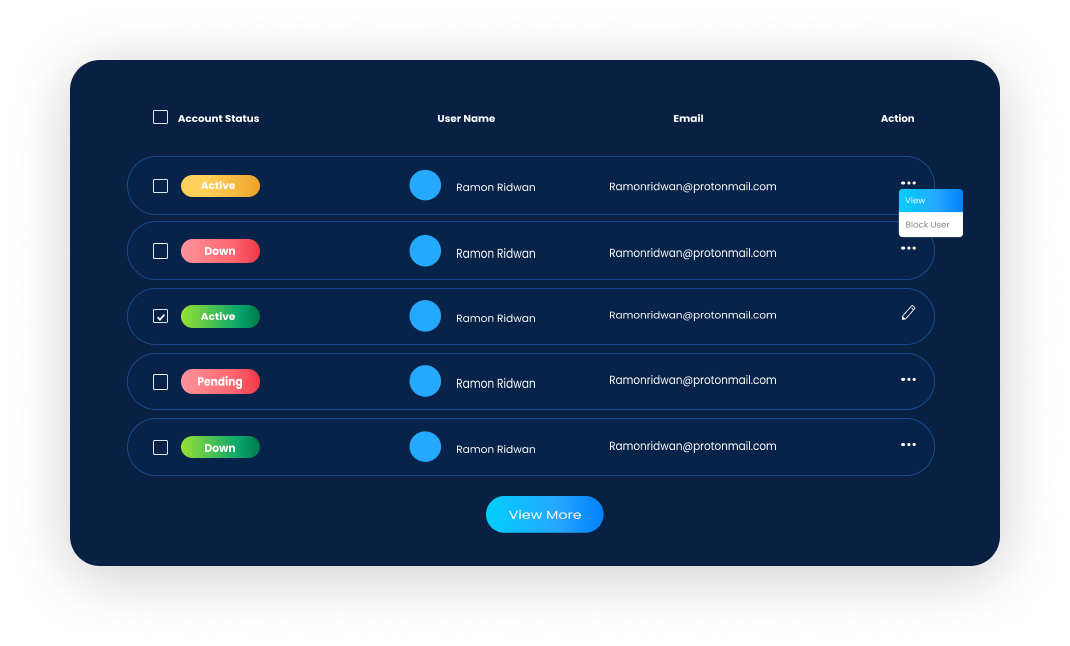 Account Status User Name Email Action
Active Ramon Ridwan Ramonridwan@protonmail.com
View
Block User
Down Ramon Ridwan Ramonridwan@protonmail.com
Active Ramon Ridwan Ramonridwan@protonmail.com
Pending Ramon Ridwan Ramonridwan@protonmail.com
Down Ramon Ridwan Ramonridwan@protonmail.com
View More